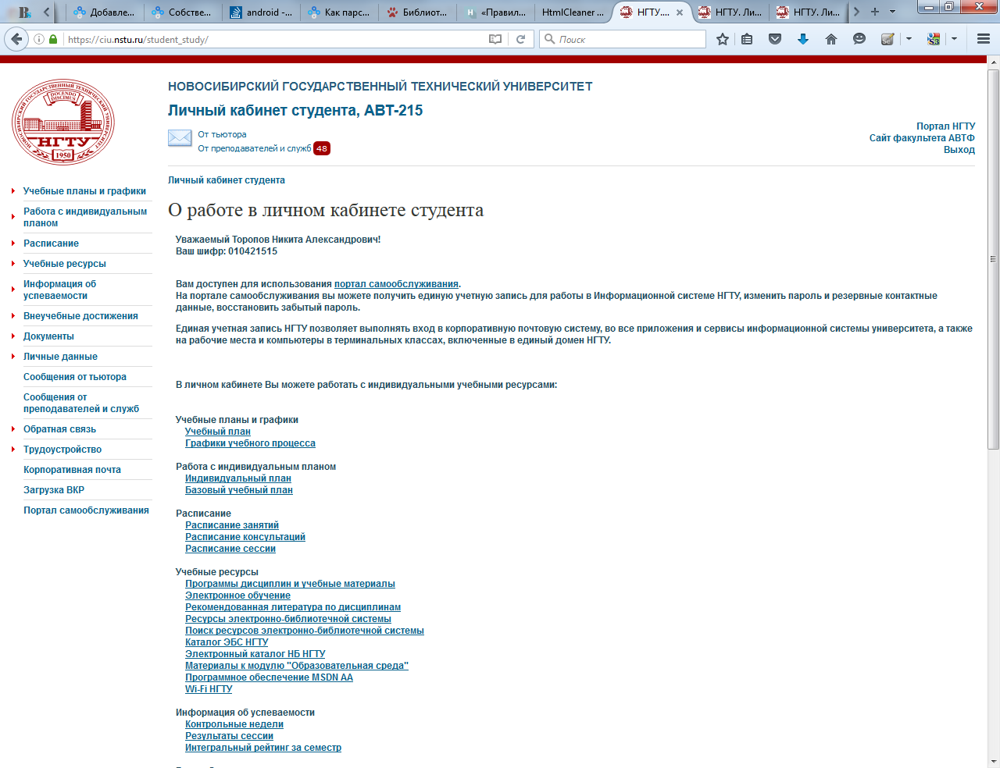 Добавле...
Собстве...
android -...
Как парс...
Библиот...
«Правил...
HtmlCleaner ...
НГТУ....
НГТУ. Ли...
НГТУ. Ли...
https://ciu.nstu.ru/student_study/
Поиск
НОВОСИБИРСКИЙ ГОСУДАРСТВЕННЫЙ ТЕХНИЧЕСКИЙ УНИВЕРСИТЕТ
Личный кабинет студента, АВТ-215
От тьютора
От преподавателей и служб 48
Портал НГТУ
Сайт факультета АВТФ
Выход
НОВОСИБИРСКИЙ ГОСУДАРСТВЕННЫЙ ТЕХНИЧЕСКИЙ УНИВЕРСИТЕТ
DOCENDO
DISCIMUS
НГТУ
1950
Учебные планы и графики
Работа с индивидуальным
планом
Расписание
Учебные ресурсы
Информация об
успеваемости
Внеучебные достижения
Документы
Личные данные
Сообщения от тьютора
Сообщения от
преподавателей и служб
Обратная связь
Трудоустройство
Корпоративная почта
Загрузка ВКР
Портал самообслуживания
Личный кабинет студента
О работе в личном кабинете студента
Уважаемый Торопов Никита Александрович!
Ваш шифр: 010421515
Вам доступен для использования портал самообслуживания.
На портале самообслуживания вы можете получить единую учетную запись для работы в Информационной системе НГТУ, изменить пароль и резервные контактные
данные, восстановить забытый пароль.
Единая учетная запись НГТУ позволяет выполнять вход в корпоративную почтовую систему, во все приложения и сервисы информационной системы университета, а также
на рабочие места и компьютеры в терминальных классах, включенные в единый домен НГТУ.
В личном кабинете Вы можете работать с индивидуальными учебными ресурсами:
Учебные планы и графики
Учебный план
Графики учебного процесса
Работа с индивидуальным планом
Индивидуальный план
Базовый учебный план
Расписание
Расписание занятий
Расписание консультаций
Расписание сессии
Учебные ресурсы
Программы дисциплин и учебные материалы
Электронное обучение
Рекомендованная литература по дисциплинам
Ресурсы электронно-библиотечной системы
Поиск ресурсов электронно-библиотечной системы
Каталог ЭБС НГТУ
Электронный каталог НБ НГТУ
Материалы к модулю "Образовательная среда"
Программное обеспечение MSDN AA
Wi-Fi НГТУ
Информация об успеваемости
Контрольные недели
Результаты сессии
Интегральный рейтинг за семестр